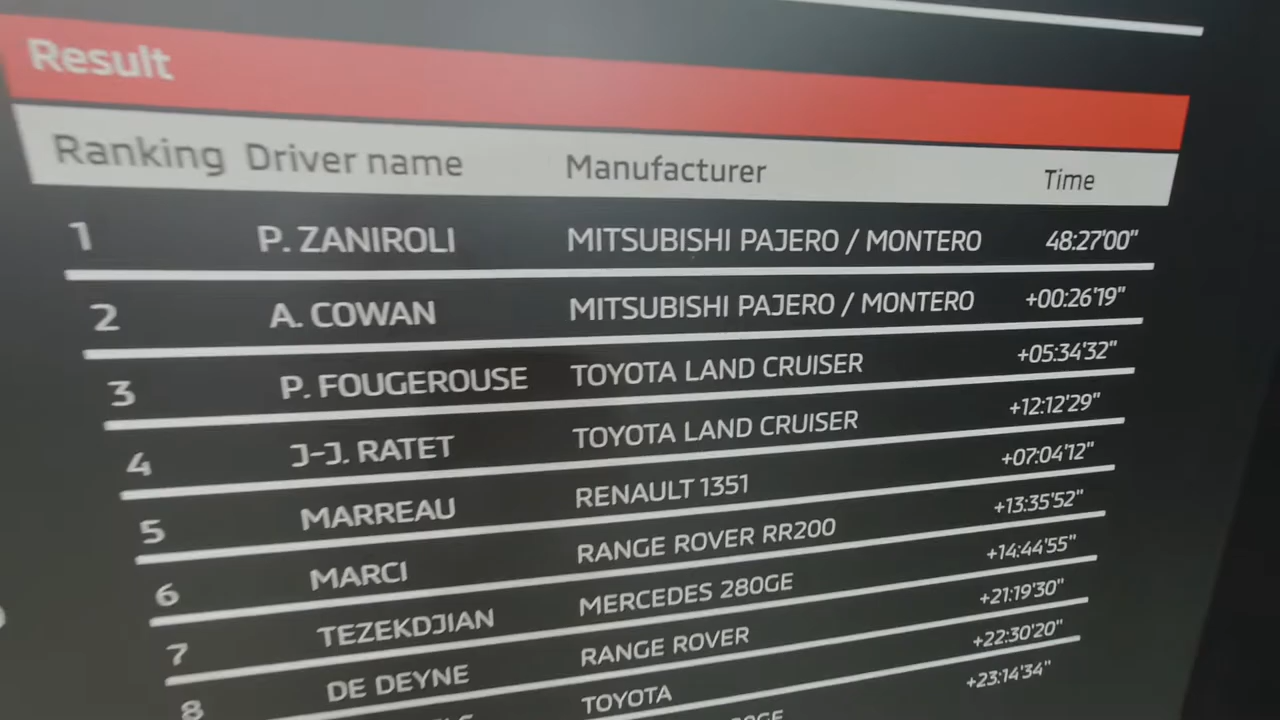 Result
Ranking Driver name Manufacturer Time
1 P. ZANIROLI MITSUBISHI PAJERO / MONTERO 48:27'00"
2 A. COWAN MITSUBISHI PAJERO / MONTERO +00:26'19"
3 P. FOUGEROUSE TOYOTA LAND CRUISER +05:34'32"
4 J-J. RATET TOYOTA LAND CRUISER +12:12'29"
5 MARREAU RENAULT 1351 +07:04'12"
6 MARCI RANGE ROVER RR200 +13:35'52"
7 TEZEKDJIAN MERCEDES 280GE +14:44'55"
8 DE DEYNE RANGE ROVER +21:19'30"
TOYOTA +22:30'20"
+23:14'34"